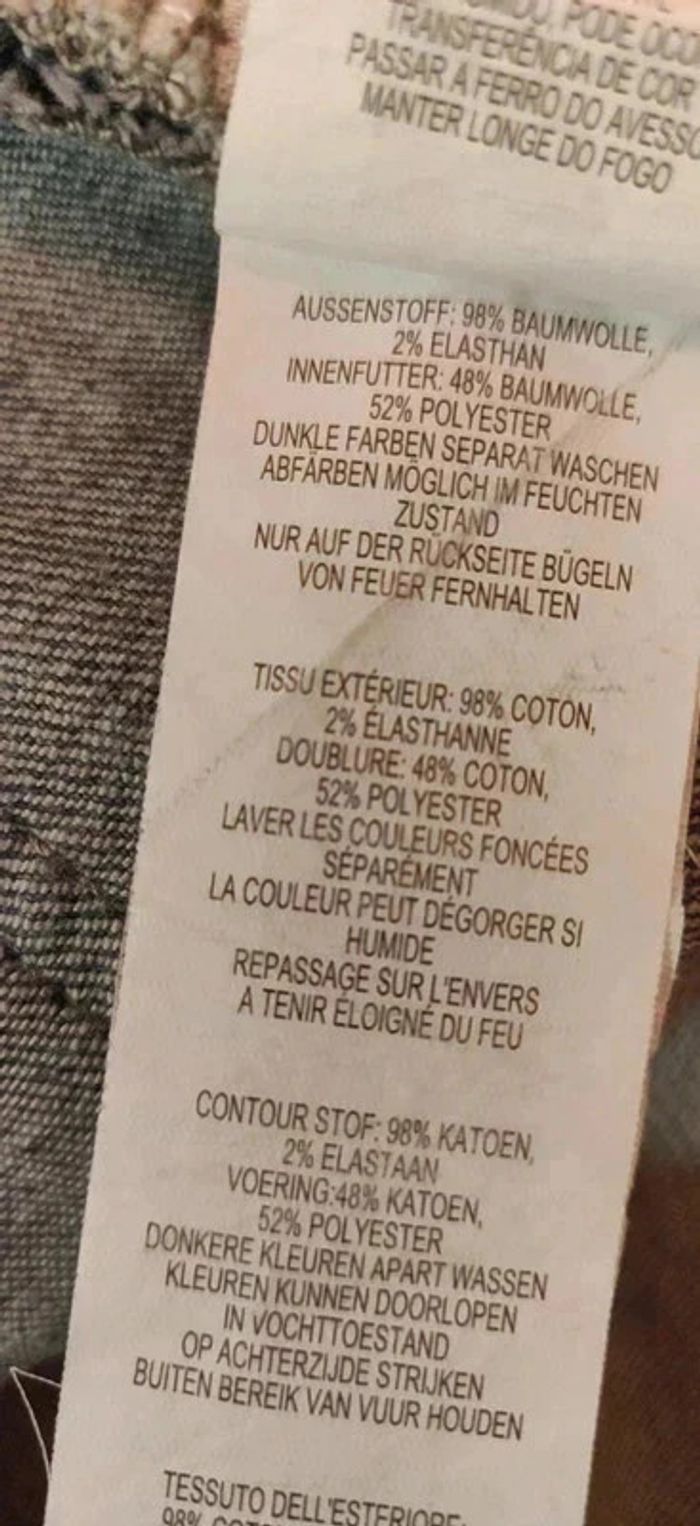 PODE
TRANSFERÊNCIA DE COR
PASSAR A FERRO DO AVESSO
MANTER LONGE DO FOGO
AUSSENSTOFF: 98% BAUMWOLLE,
2% ELASTHAN
INNENFUTTER: 48% BAUMWOLLE,
52% POLYESTER
DUNKLE FARBEN SEPARAT WASCHEN
ABFÄRBEN MÖGLICH IM FEUCHTEN
ZUSTAND
NUR AUF DER RÜCKSEITE BÜGELN
VON FEUER FERNHALTEN
TISSU EXTÉRIEUR: 98% COTON,
2% ÉLASTHANNE
DOUBLURE: 48% COTON,
52% POLYESTER
LAVER LES COULEURS FONCÉES
SÉPARÉMENT
LA COULEUR PEUT DÉGORGER SI
HUMIDE
REPASSAGE SUR L'ENVERS
A TENIR ÉLOIGNÉ DU FEU
CONTOUR STOF: 98% KATOEN,
2% ELASTAAN
VOERING:48% KATOEN,
52% POLYESTER
DONKERE KLEUREN APART WASSEN
KLEUREN KUNNEN DOORLOPEN
IN VOCHTTOESTAND
OP ACHTERZIJDE STRIJKEN
BUITEN BEREIK VAN VUUR HOUDEN
TESSUTO DELL'ESTERIORE:
98%